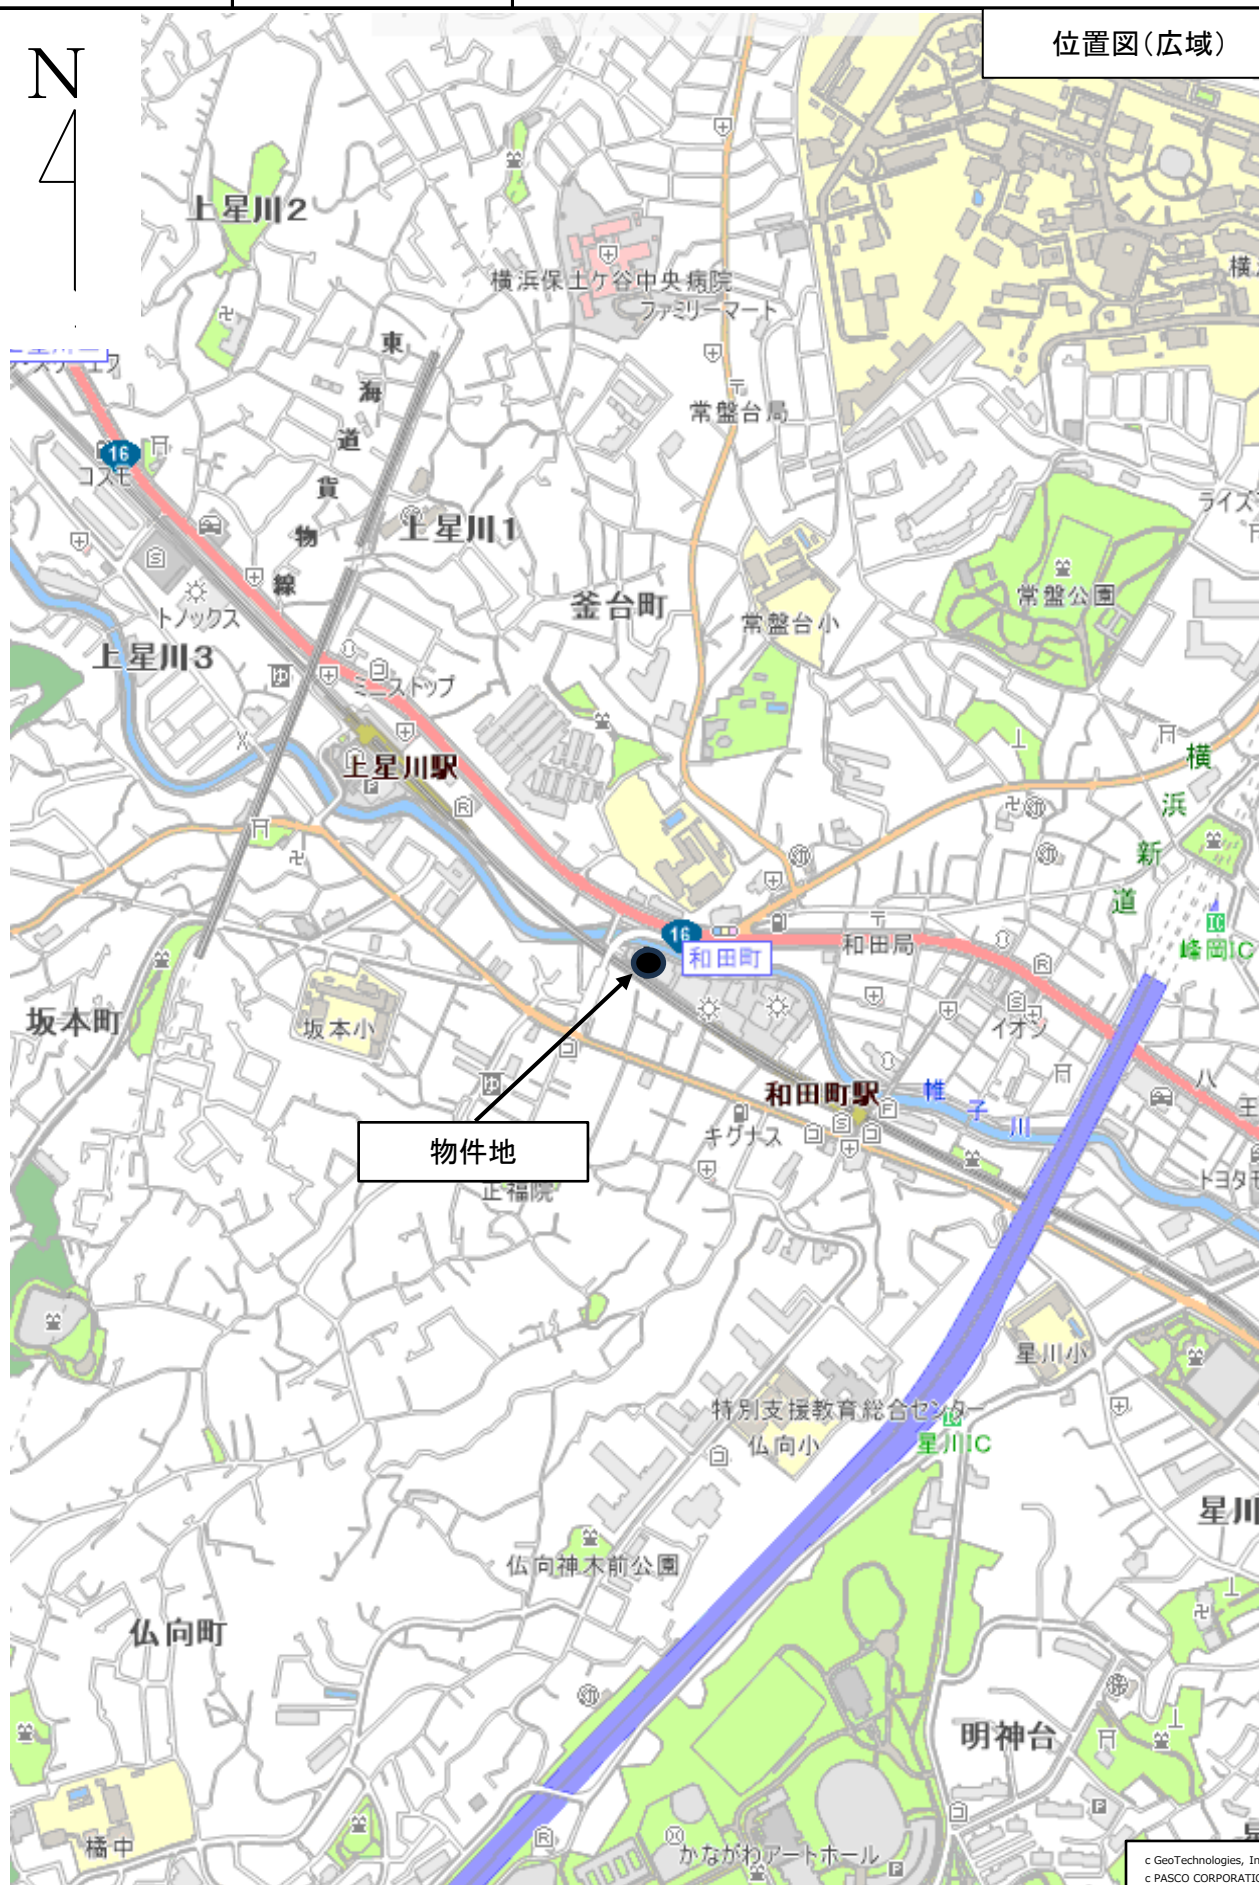 位置図(広域)
N
上星川2
横浜保土ケ谷中央病院
ファミリーマート
東海道貨物線
常盤台局
16
コスモ
上星川1
トノックス
釜台町
常盤台小
常盤公園
上星川3
ミニストップ
上星川駅
横浜新道
16
和田町
和田局
峰岡IC
坂本町
坂本小
イオン
和田町駅
帷子川
キグナス
物件地
正福院
八
王
星川小
特別支援教育総合センター
仏向小
星川IC
星川
仏向神木前公園
仏向町
明神台
橘中
かながわアートホール
c GeoTechnologies, In
c PASCO CORPORATIO